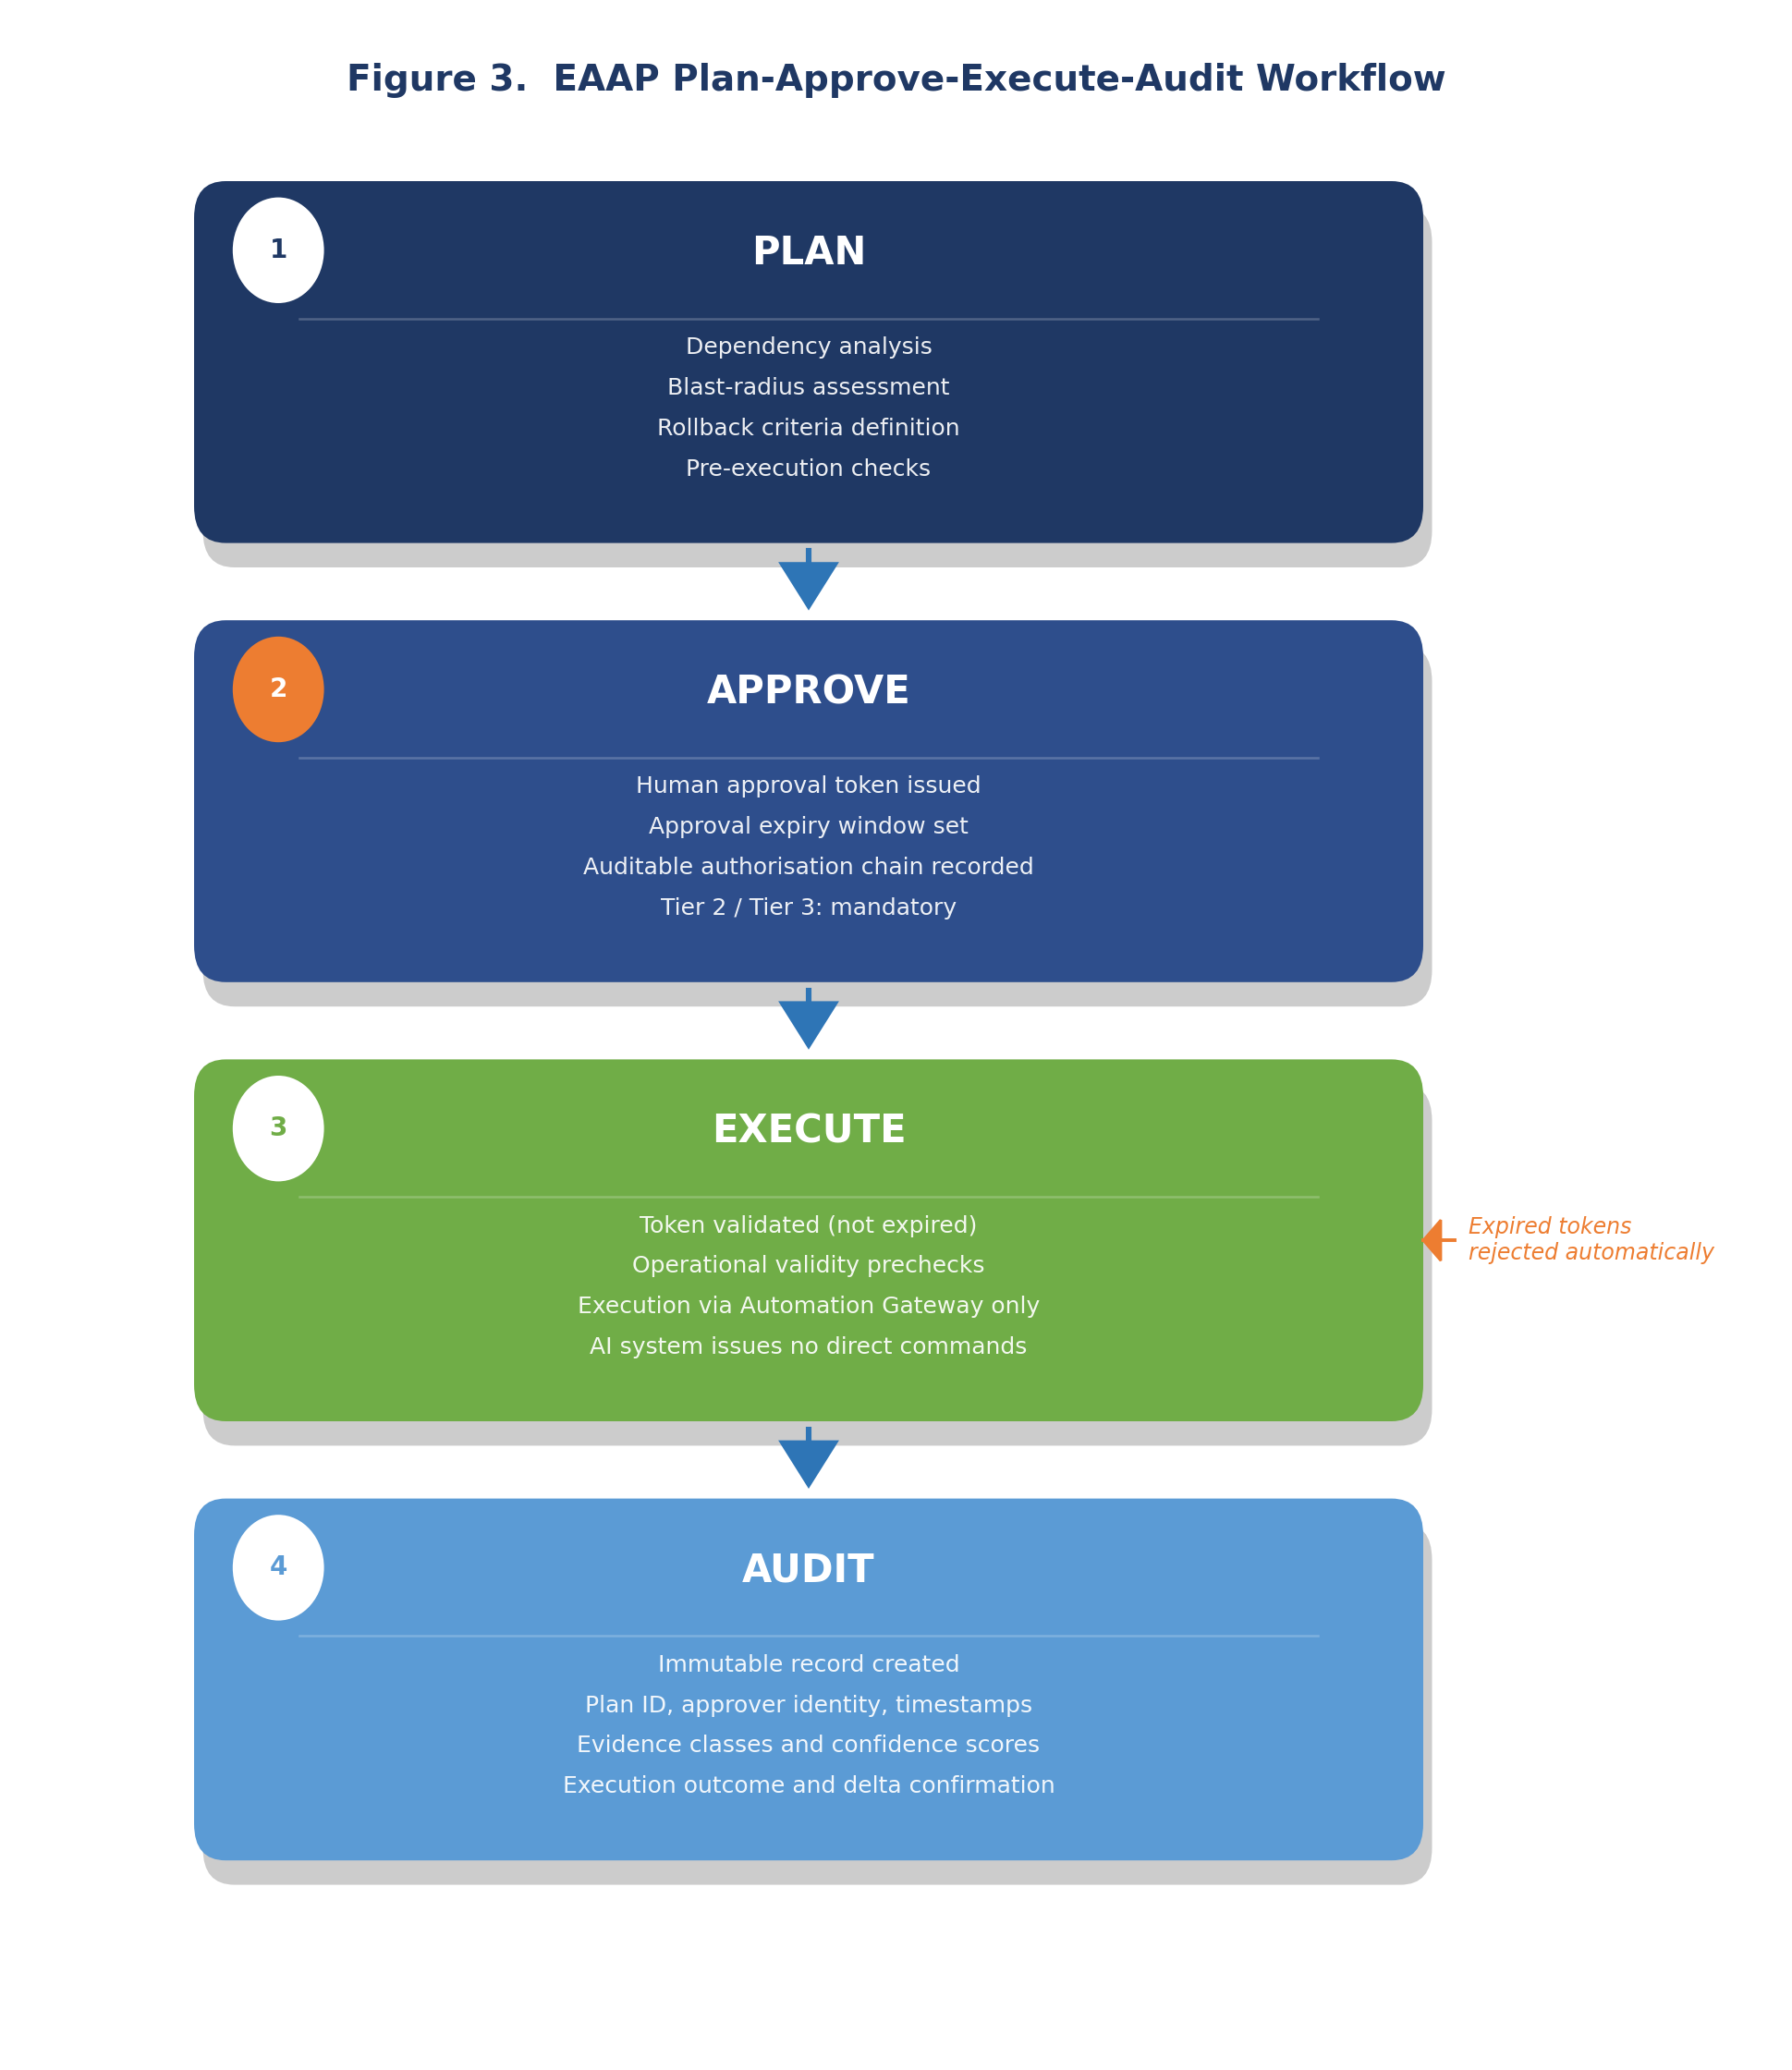 Figure 3.  EAAP Plan-Approve-Execute-Audit Workflow
1
PLAN
Dependency analysis
Blast-radius assessment
Rollback criteria definition
Pre-execution checks
2
APPROVE
Human approval token issued
Approval expiry window set
Auditable authorisation chain recorded
Tier 2 / Tier 3: mandatory
3
EXECUTE
Token validated (not expired)
Operational validity prechecks
Execution via Automation Gateway only
AI system issues no direct commands
Expired tokens
rejected automatically
4
AUDIT
Immutable record created
Plan ID, approver identity, timestamps
Evidence classes and confidence scores
Execution outcome and delta confirmation